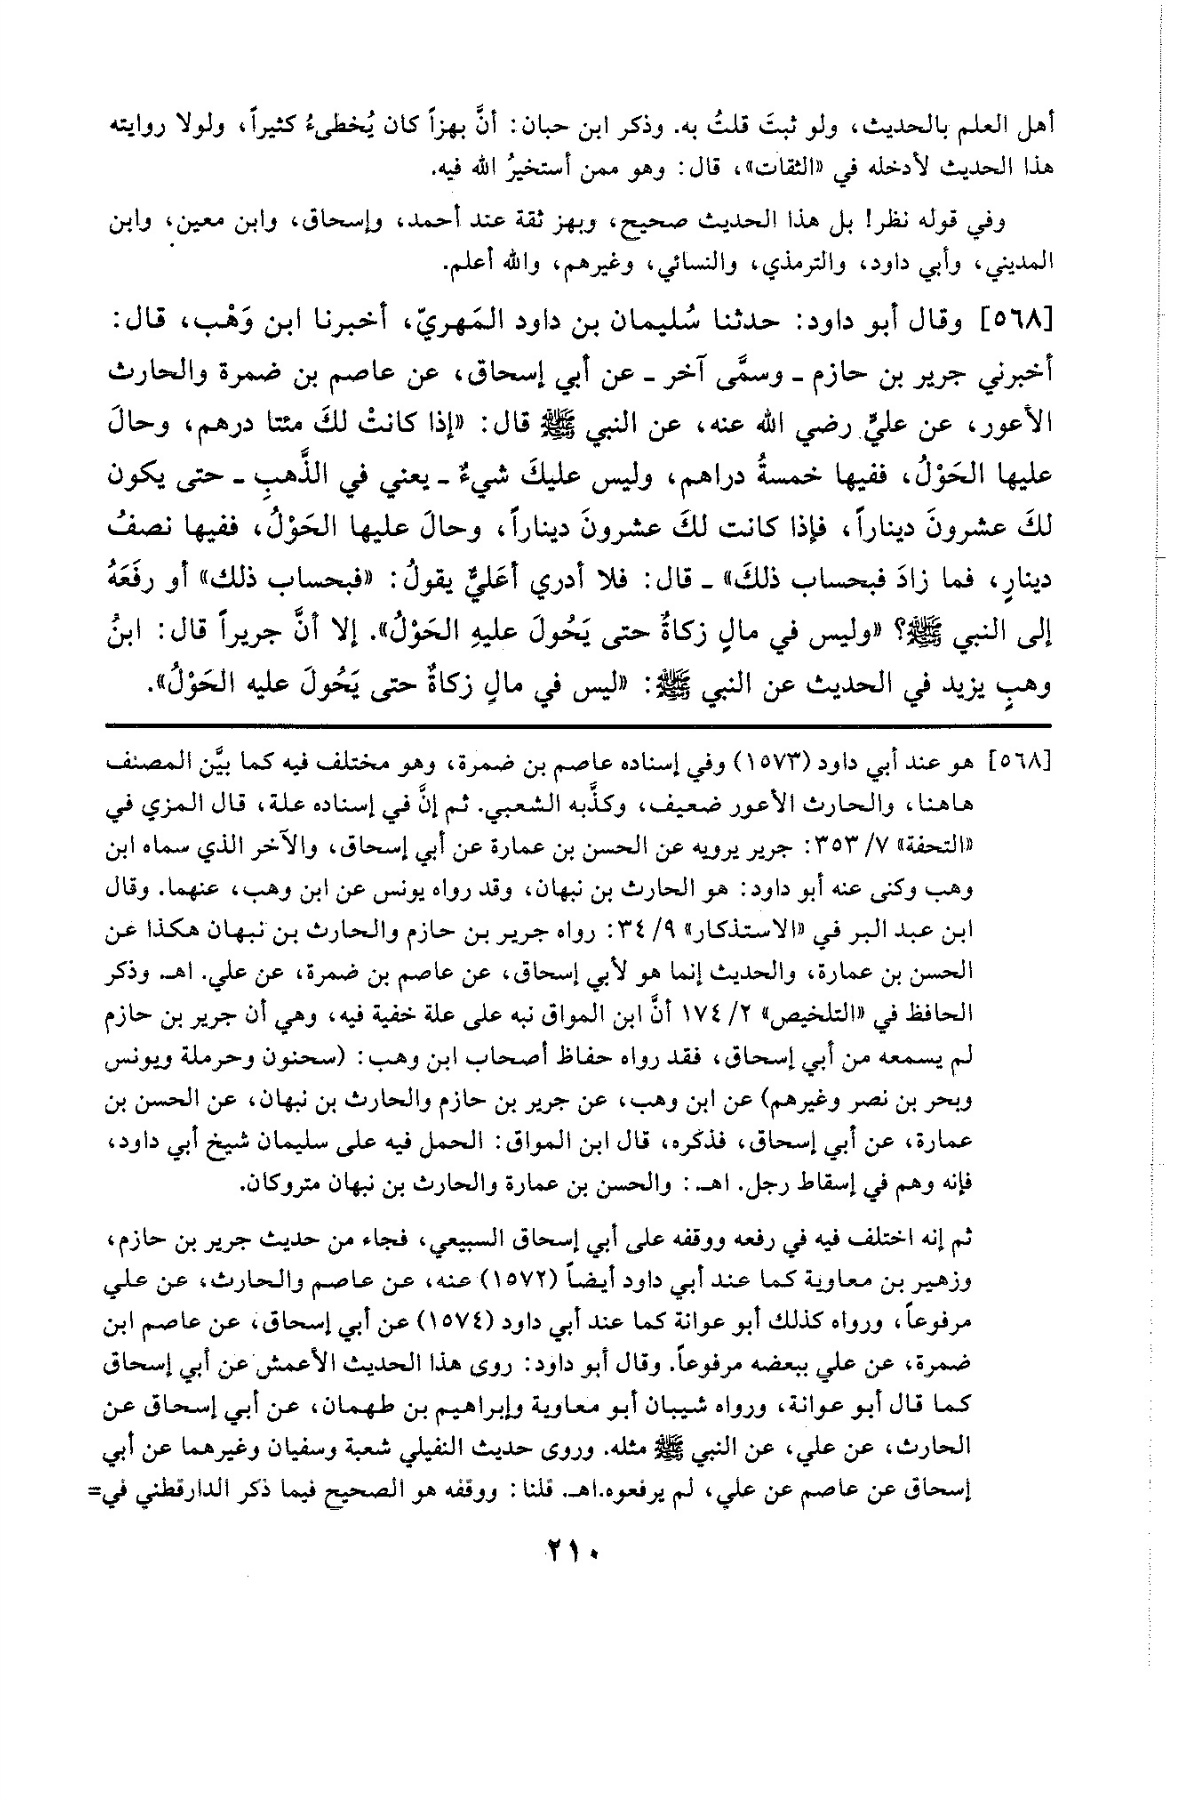 أهل العلم بالحديث، ولو ثبتَ قلتُ به. وذكر ابن حبان: أنَّ بهزاً كان يُخطىءُ كثيراً، ولولا روايته
هذا الحديث لأدخله في «الثقات»، قال: وهو ممن أستخيرُ الله فيه.
وفي قوله نظر! بل هذا الحديث صحيح، وبهز ثقة عند أحمد، وإسحاق، وابن معين، وابن
المديني، وأبي داود، والترمذي، والنسائي، وغيرهم، والله أعلم.
[٥٦٨] وقال أبو داود: حدثنا سُليمان بن داود المَهريّ، أخبرنا ابن وَهْب، قال:
أخبرني جرير بن حازم ـ وسمَّى آخر ـ عن أبي إسحاق، عن عاصم بن ضمرة والحارث
الأعور، عن عليٍّ رضي الله عنه، عن النبي ﷺ قال: «إذا كانتْ لكَ مئتا درهم، وحالَ
عليها الحَوْلُ، ففيها خمسةُ دراهم، وليس عليكَ شيءٌ ـ يعني في الذَّهبِ ـ حتى يكون
لكَ عشرونَ ديناراً، فإذا كانت لكَ عشرونَ ديناراً، وحالَ عليها الحَوْلُ، ففيها نصفُ
دينارٍ، فما زادَ فبحسابِ ذلكَ» ـ قال: فلا أدري أعَليٌّ يقولُ: «فبحساب ذلك» أو رفَعَهُ
إلى النبي ﷺ؟ «وليس في مالٍ زكاةٌ حتى يَحُولَ عليهِ الحَوْلُ». إلا أنَّ جريراً قال: ابنُ
وهبٍ يزيد في الحديث عن النبي ﷺ: «ليس في مالٍ زكاةٌ حتى يَحُولَ عليه الحَوْلُ».
[٥٦٨] هو عند أبي داود (١٥٧٣) وفي إسناده عاصم بن ضمرة، وهو مختلف فيه كما بيَّن المصنف
هاهنا، والحارث الأعور ضعيف، وكذَّبه الشعبي. ثم إنَّ في إسناده علة، قال المزي في
«التحفة» ٧/ ٣٥٣: جرير يرويه عن الحسن بن عمارة عن أبي إسحاق، والآخر الذي سماه ابن
وهب وكنى عنه أبو داود: هو الحارث بن نبهان، وقد رواه يونس عن ابن وهب، عنهما. وقال
ابن عبد البر في «الاستذكار» ٩/ ٣٤: رواه جرير بن حازم والحارث بن نبهان هكذا عن
الحسن بن عمارة، والحديث إنما هو لأبي إسحاق، عن عاصم بن ضمرة، عن علي. اهـ. وذكر
الحافظ في «التلخيص» ٢/ ١٧٤ أنَّ ابن المواق نبه على علة خفية فيه، وهي أن جرير بن حازم
لم يسمعه من أبي إسحاق، فقد رواه حفاظ أصحاب ابن وهب: (سحنون وحرملة ويونس
وبحر بن نصر وغيرهم) عن ابن وهب، عن جرير بن حازم والحارث بن نبهان، عن الحسن بن
عمارة، عن أبي إسحاق، فذكره، قال ابن المواق: الحمل فيه على سليمان شيخ أبي داود،
فإنه وهم في إسقاط رجل. اهـ: والحسن بن عمارة والحارث بن نبهان متروكان.
ثم إنه اختلف فيه في رفعه ووقفه على أبي إسحاق السبيعي، فجاء من حديث جرير بن حازم،
وزهير بن معاوية كما عند أبي داود أيضاً (١٥٧٢) عنه، عن عاصم والحارث، عن علي
مرفوعاً، ورواه كذلك أبو عوانة كما عند أبي داود (١٥٧٤) عن أبي إسحاق، عن عاصم ابن
ضمرة، عن علي ببعضه مرفوعاً. وقال أبو داود: روى هذا الحديث الأعمش عن أبي إسحاق
كما قال أبو عوانة، ورواه شيبان أبو معاوية وإبراهيم بن طهمان، عن أبي إسحاق عن
الحارث، عن علي، عن النبي ﷺ مثله. وروى حديث النفيلي شعبة وسفيان وغيرهما عن أبي
إسحاق عن عاصم عن علي، لم يرفعوه.اهـ. قلنا: ووقفه هو الصحيح فيما ذكر الدارقطني في=
٢١٠